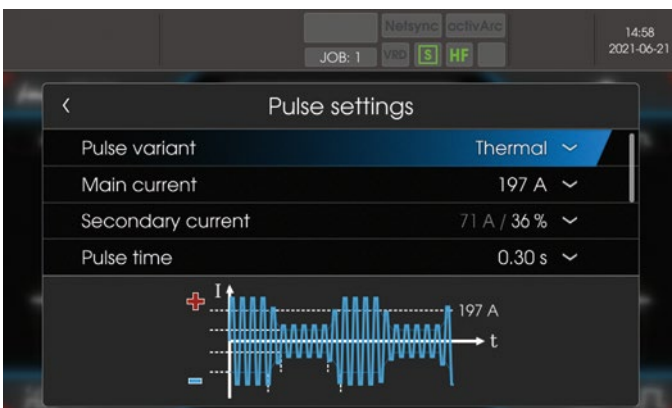 Netsync activArc
14:58
JOB: 1 VRD S HF
2021-06-21
Pulse settings
Pulse variant Thermal
Main current 197 A
Secondary current 71 A / 36 %
Pulse time 0.30 s
I
197 A
t